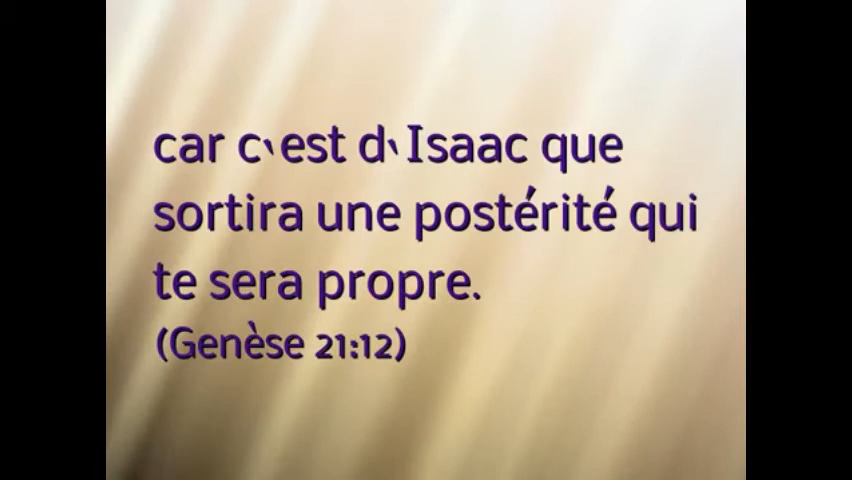 car c'est d'Isaac que
sortira une postérité qui
te sera propre.
(Genèse 21:12)